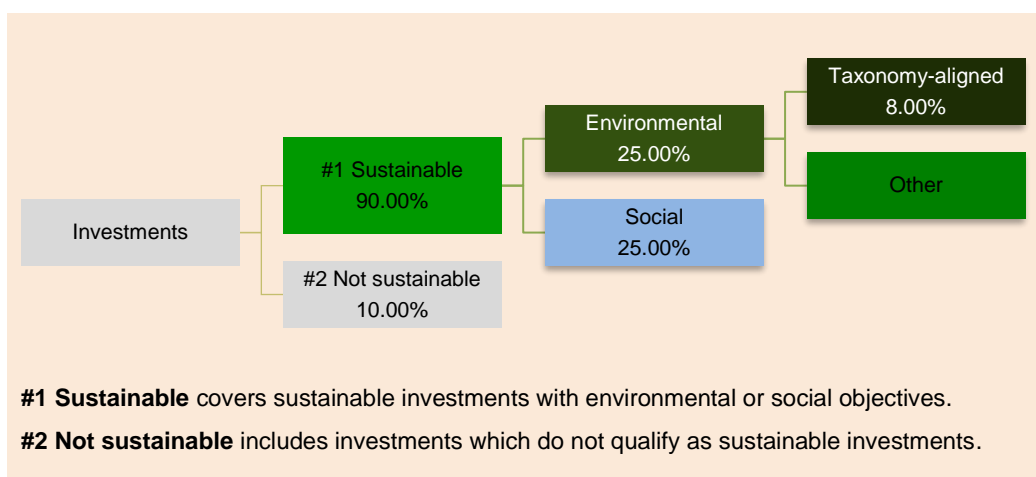 Taxonomy-aligned
8.00%
Environmental
25.00%
#1 Sustainable
90.00%
Other
Social
25.00%
Investments
#2 Not sustainable
10.00%
#1 Sustainable covers sustainable investments with environmental or social objectives.
#2 Not sustainable includes investments which do not qualify as sustainable investments.